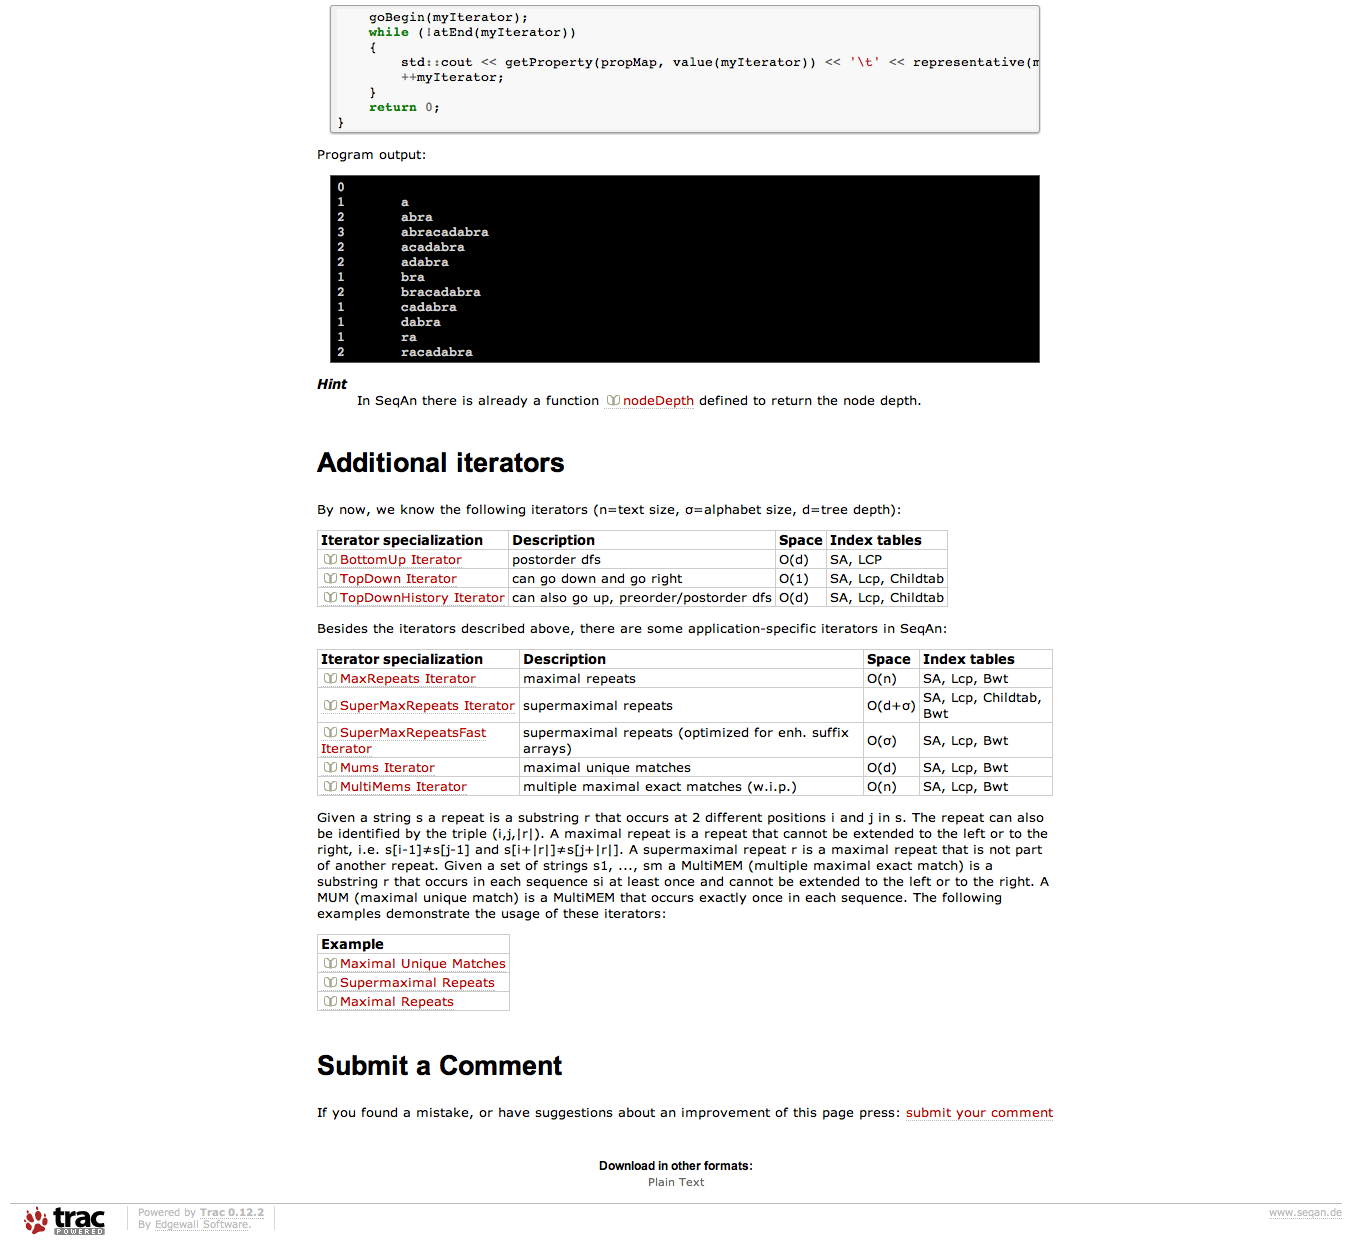 goBegin(myIterator);
while (!atEnd(myIterator))
{
std::cout << getProperty(propMap, value(myIterator)) << '\t' << representative(m
++myIterator;
}
return 0;
}
Program output:
0
1 a
2 abra
3 abracadabra
2 acadabra
2 adabra
1 bra
2 bracadabra
1 cadabra
1 dabra
1 ra
2 racadabra
Hint
In SeqAn there is already a function nodeDepth defined to return the node depth.
Additional iterators
By now, we know the following iterators (n=text size, σ=alphabet size, d=tree depth):
Iterator specialization Description Space Index tables
BottomUp Iterator postorder dfs O(d) SA, LCP
TopDown Iterator can go down and go right O(1) SA, Lcp, Childtab
TopDownHistory Iterator can also go up, preorder/postorder dfs O(d) SA, Lcp, Childtab
Besides the iterators described above, there are some application-specific iterators in SeqAn:
Iterator specialization Description Space Index tables
MaxRepeats Iterator maximal repeats O(n) SA, Lcp, Bwt
SuperMaxRepeats Iterator supermaximal repeats O(d+σ) SA, Lcp, Childtab,
Bwt
SuperMaxRepeatsFast
Iterator supermaximal repeats (optimized for enh. suffix
arrays) O(σ) SA, Lcp, Bwt
Mums Iterator maximal unique matches O(d) SA, Lcp, Bwt
MultiMems Iterator multiple maximal exact matches (w.i.p.) O(n) SA, Lcp, Bwt
Given a string s a repeat is a substring r that occurs at 2 different positions i and j in s. The repeat can also
be identified by the triple (i,j,|r|). A maximal repeat is a repeat that cannot be extended to the left or to the
right, i.e. s[i-1]≠s[j-1] and s[i+|r|]≠s[j+|r|]. A supermaximal repeat r is a maximal repeat that is not part
of another repeat. Given a set of strings s1, ..., sm a MultiMEM (multiple maximal exact match) is a
substring r that occurs in each sequence si at least once and cannot be extended to the left or to the right. A
MUM (maximal unique match) is a MultiMEM that occurs exactly once in each sequence. The following
examples demonstrate the usage of these iterators:
Example
Maximal Unique Matches
Supermaximal Repeats
Maximal Repeats
Submit a Comment
If you found a mistake, or have suggestions about an improvement of this page press: submit your comment
Download in other formats:
Plain Text
trac
POWERED
Powered by Trac 0.12.2
By Edgewall Software.
www.seqan.de